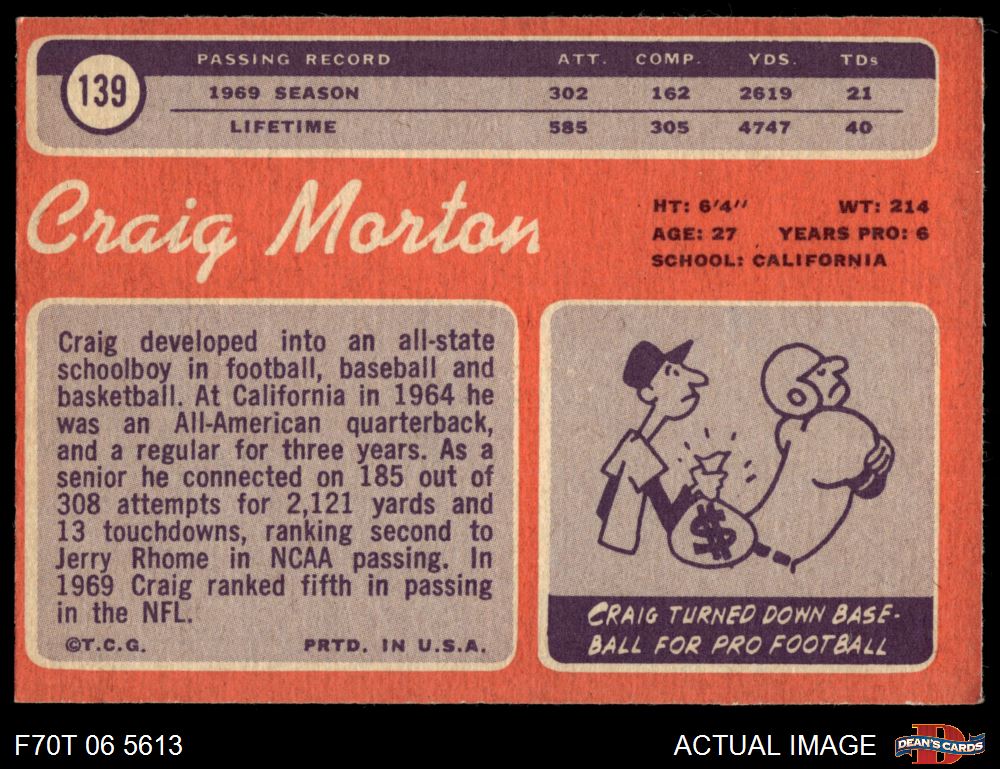 139
PASSING RECORD ATT. COMP. YDS. TDs
1969 SEASON 302 162 2619 21
LIFETIME 585 305 4747 40
Craig Morton
HT: 6'4" WT: 214
AGE: 27 YEARS PRO: 6
SCHOOL: CALIFORNIA
Craig developed into an all-state
schoolboy in football, baseball and
basketball. At California in 1964 he
was an All-American quarterback,
and a regular for three years. As a
senior he connected on 185 out of
308 attempts for 2,121 yards and
13 touchdowns, ranking second to
Jerry Rhome in NCAA passing. In
1969 Craig ranked fifth in passing
in the NFL.
©T.C.G. PRTD. IN U.S.A.
$
CRAIG TURNED DOWN BASE-
BALL FOR PRO FOOTBALL
F70T 06 5613
ACTUAL IMAGE
D
DEAN'S CARDS